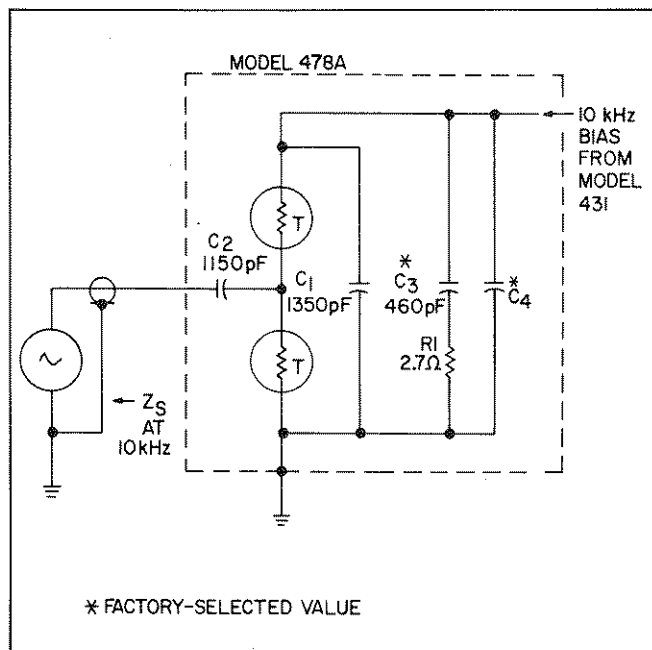 MODEL 478A
10 kHz
BIAS
FROM
MODEL
431
T
C2
1150pF
C1
1350pF
*
C3
460pF
*
C4
R1
2.7Ω
T
ZS
AT
10kHz
* FACTORY-SELECTED VALUE